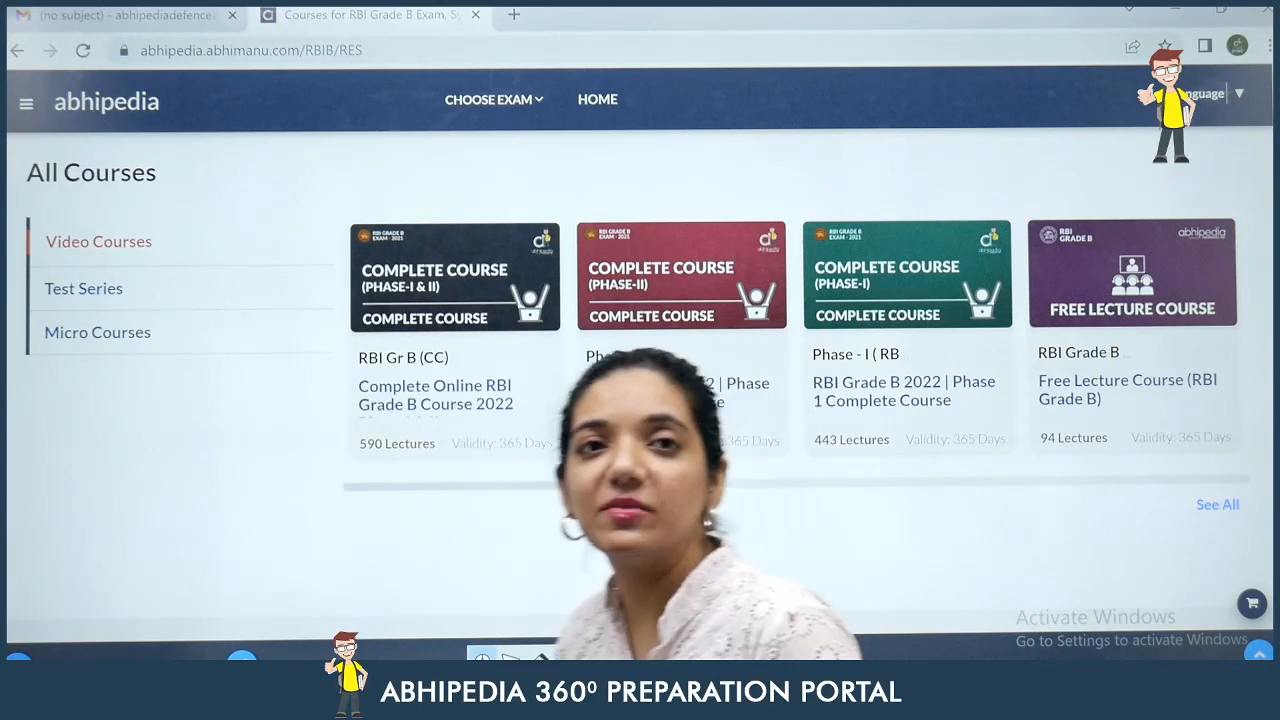 (no subject) - abhipediadefence
Courses for RBI Grade B Exam, Sy
abhipedia.abhimanu.com/RBIB/RES
abhipedia
CHOOSE EXAM
HOME
nguage
All Courses
Video Courses
Test Series
Micro Courses
RBI GRADE B
EXAM - 2021
COMPLETE COURSE
(PHASE-I & II)
COMPLETE COURSE
RBI Gr B (CC)
Complete Online RBI
Grade B Course 2022
590 Lectures
Validity: 365 Days
RBI GRADE B
EXAM - 2021
COMPLETE COURSE
(PHASE-II)
COMPLETE COURSE
Ph
2 | Phase
365 Days
RBI GRADE B
EXAM - 2021
COMPLETE COURSE
(PHASE-I)
COMPLETE COURSE
Phase - I ( RB
RBI Grade B 2022 | Phase
1 Complete Course
443 Lectures
Validity: 365 Days
RBI
GRADE B
abhipedia
FREE LECTURE COURSE
RBI Grade B
Free Lecture Course (RBI
Grade B)
94 Lectures
Validity: 365 Days
See All
Activate Windows
Go to Settings to activate Windows
ABHIPEDIA 360⁰ PREPARATION PORTAL